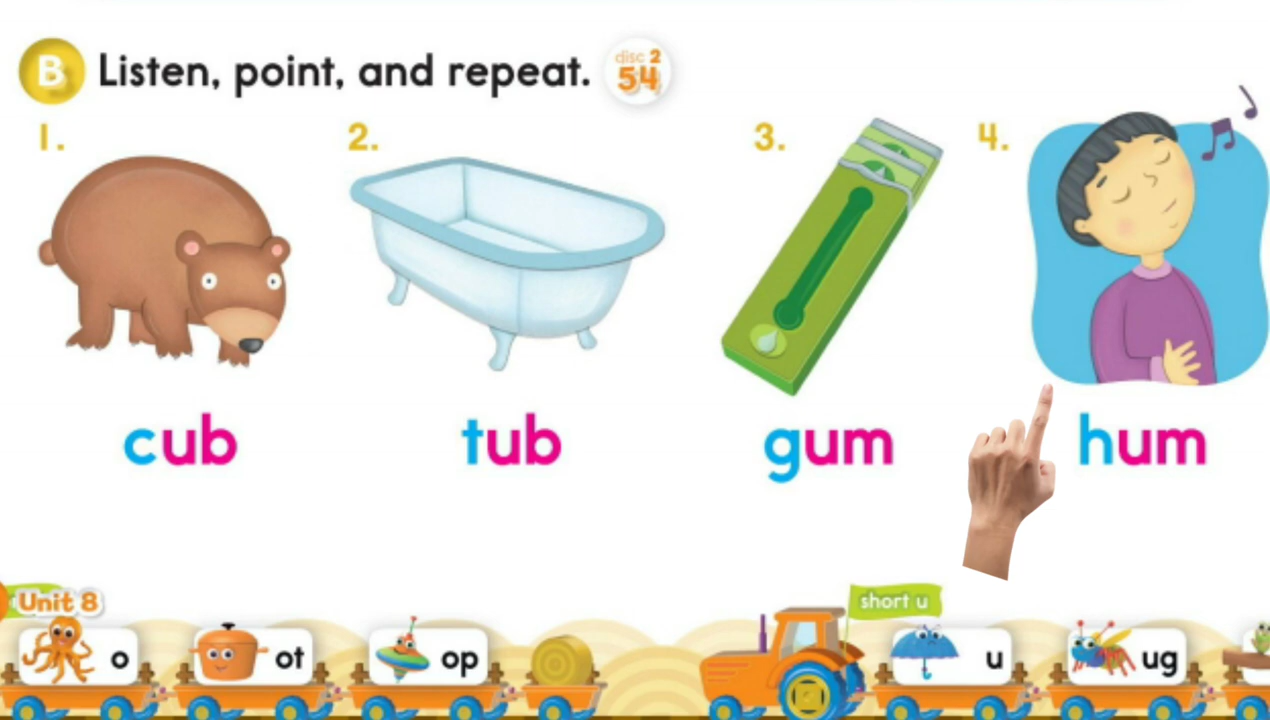 B Listen, point, and repeat. disc 2 54
1. 2. 3. 4.
cub tub gum hum
Unit 8 short u
o ot op u ug